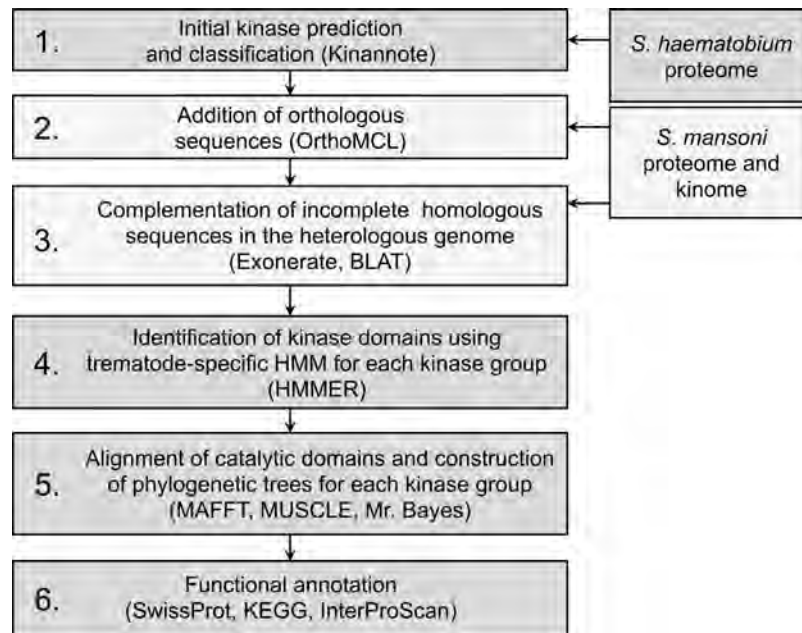 1.
Initial kinase prediction
and classification (Kinannote)
S. haematobium
proteome
2.
Addition of orthologous
sequences (OrthoMCL)
S. mansoni
proteome and
kinome
3.
Complementation of incomplete homologous
sequences in the heterologous genome
(Exonerate, BLAT)
4.
Identification of kinase domains using
trematode-specific HMM for each kinase group
(HMMER)
5.
Alignment of catalytic domains and construction
of phylogenetic trees for each kinase group
(MAFFT, MUSCLE, Mr. Bayes)
6.
Functional annotation
(SwissProt, KEGG, InterProScan)